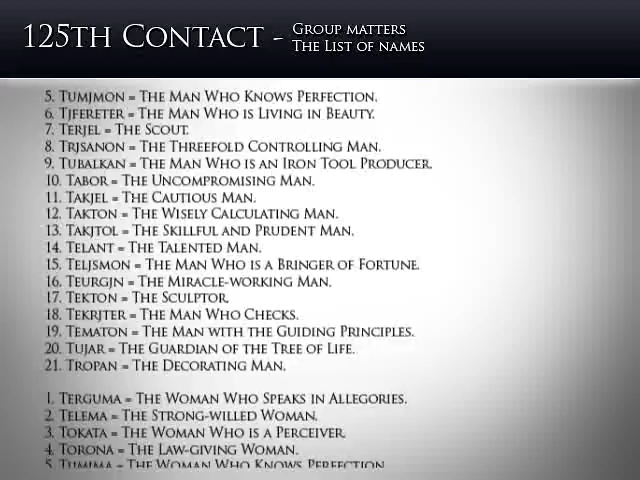 125th Contact - Group matters
The List of names
5. Tumjmon = The Man Who Knows Perfection.
6. Tjfereter = The Man Who is Living in Beauty.
7. Terjel = The Scout.
8. Trjsanon = The Threefold Controlling Man.
9. Tubalkan = The Man Who is an Iron Tool Producer.
10. Tabor = The Uncompromising Man.
11. Takjel = The Cautious Man.
12. Takton = The Wisely Calculating Man.
13. Takjtol = The Skillful and Prudent Man.
14. Telant = The Talented Man.
15. Teljsmon = The Man Who is a Bringer of Fortune.
16. Teurgjn = The Miracle-working Man.
17. Tekton = The Sculptor.
18. Tekrjter = The Man Who Checks.
19. Tematon = The Man with the Guiding Principles.
20. Tujar = The Guardian of the Tree of Life.
21. Tropan = The Decorating Man.
1. Terguma = The Woman Who Speaks in Allegories.
2. Telema = The Strong-willed Woman.
3. Tokata = The Woman Who is a Perceiver.
4. Torona = The Law-giving Woman.
5. Tumjma = The Woman Who Knows Perfection